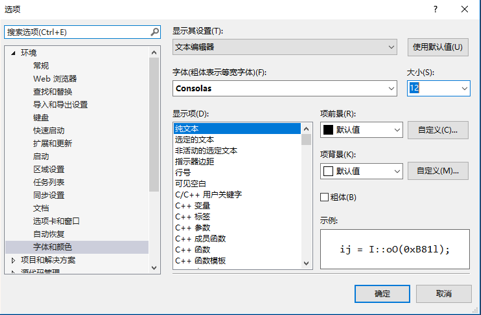 选项
?
×
搜索选项(Ctrl+E)
环境
常规
Web 浏览器
查找和替换
导入和导出设置
键盘
快速启动
扩展和更新
启动
区域设置
任务列表
同步设置
文档
选项卡和窗口
自动恢复
字体和颜色
项目和解决方案
源代码管理
显示其设置(T):
文本编辑器
使用默认值(U)
字体(粗体表示等宽字体)(F):
大小(S):
Consolas
12
显示项(D):
纯文本
选定的文本
非活动的选定文本
指示器边距
行号
可见空白
C/C++ 用户关键字
C++ 变量
C++ 标签
C++ 参数
C++ 成员函数
C++ 函数
C++ 函数模板
项前景(R):
默认值
自定义(C)...
项背景(K):
默认值
自定义(M)...
粗体(B)
示例:
ij = I::oO(0xB81l);
确定
取消